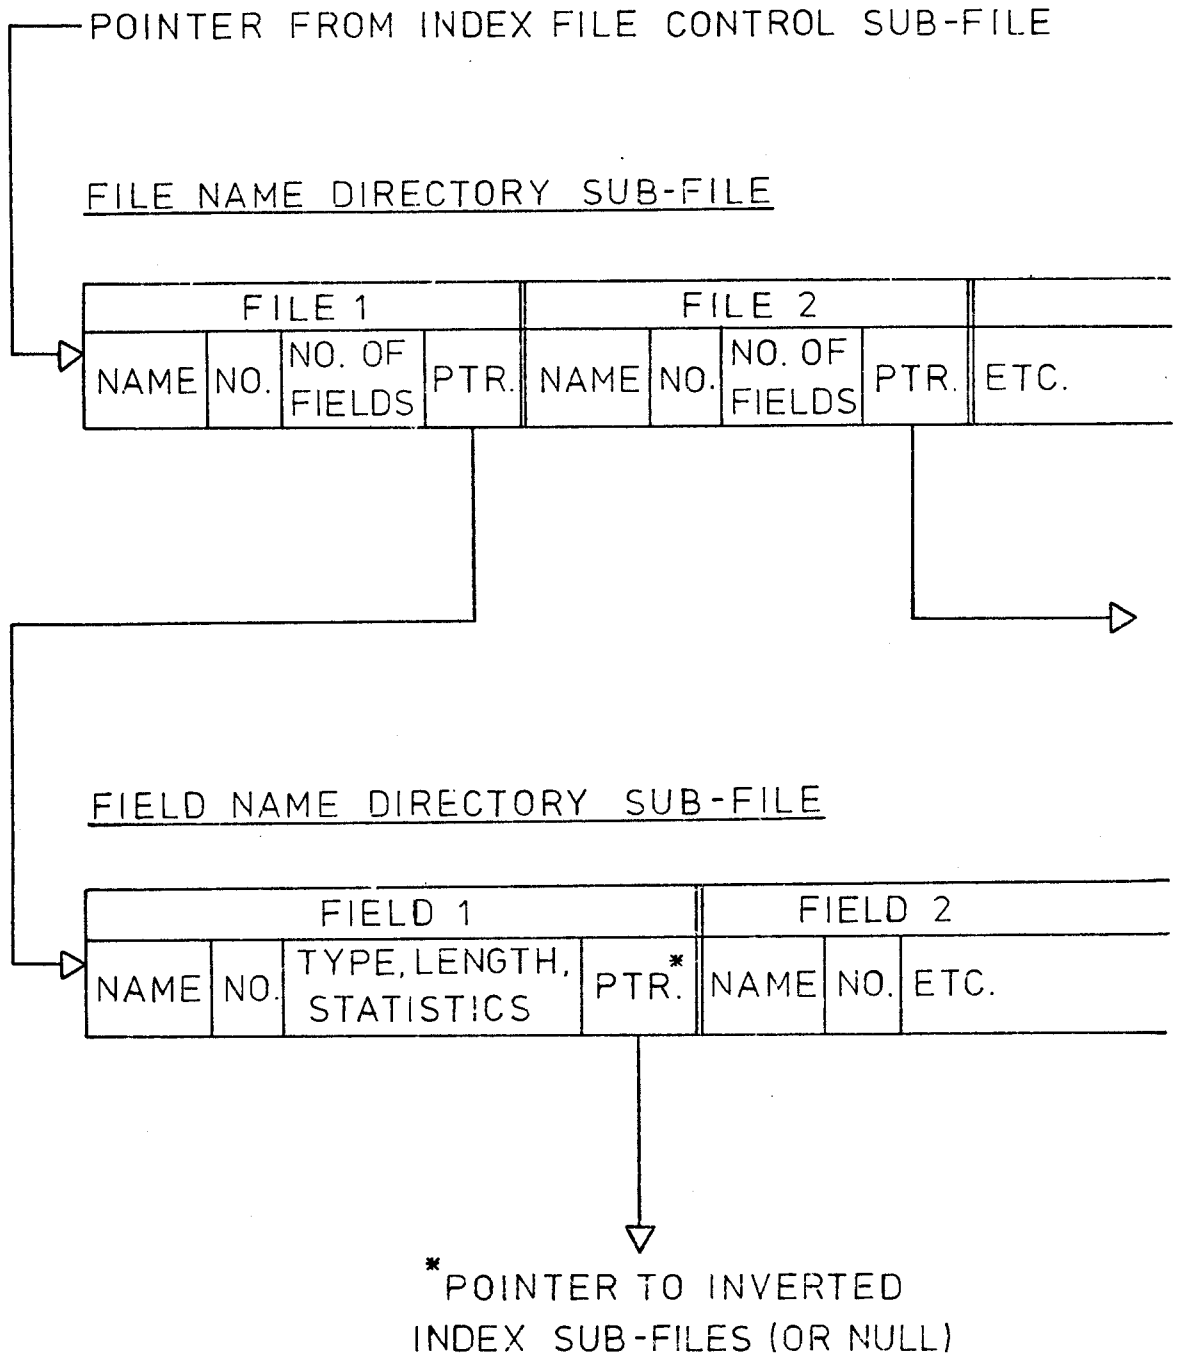 POINTER FROM INDEX FILE CONTROL SUB-FILE
FILE NAME DIRECTORY SUB-FILE
FILE 1
FILE 2
NAME
NO.
NO. OF
FIELDS
PTR.
NAME
NO.
NO. OF
FIELDS
PTR.
ETC.
FIELD NAME DIRECTORY SUB-FILE
FIELD 1
FIELD 2
NAME
NO.
TYPE, LENGTH,
STATISTICS
PTR.*
NAME
NO.
ETC.
*POINTER TO INVERTED
INDEX SUB-FILES (OR NULL)